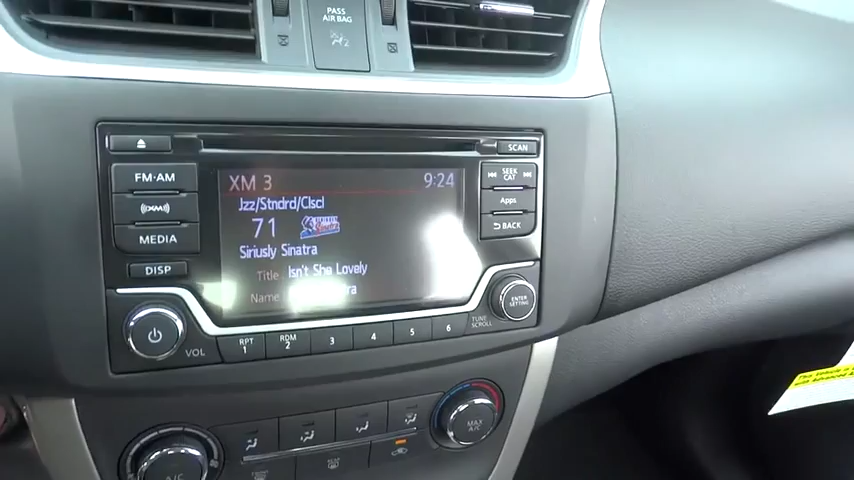 PASS
AIR BAG
2
SCAN
FM·AM
XM 3
9:24
SEEK
CAT
Jzz/Stndrd/Clscl
(XM)
71
Apps
MEDIA
BACK
Siriusly Sinatra
DISP
Title Isn't She Lovely
Name
ENTER
SETTING
TUNE
SCROLL
VOL
RPT
1
RDM
2
3
4
5
6
MAX
A/C
A/C